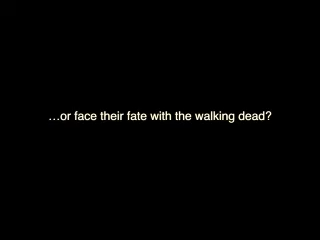 …or face their fate with the walking dead?